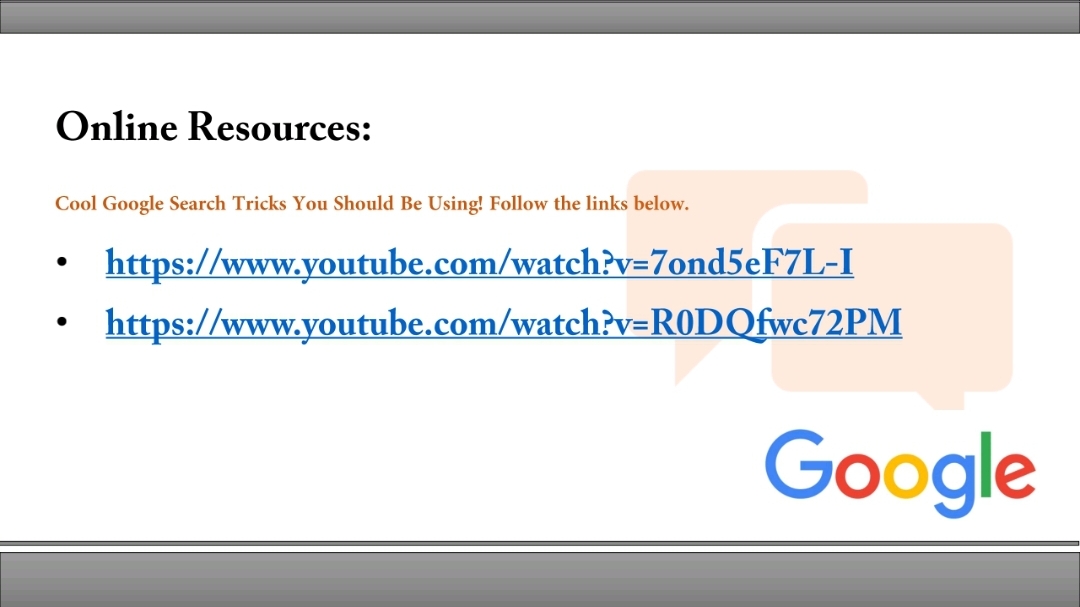 Online Resources:
Cool Google Search Tricks You Should Be Using! Follow the links below.
• https://www.youtube.com/watch?v=7ond5eF7L-I
• https://www.youtube.com/watch?v=R0DQfwc72PM
Google